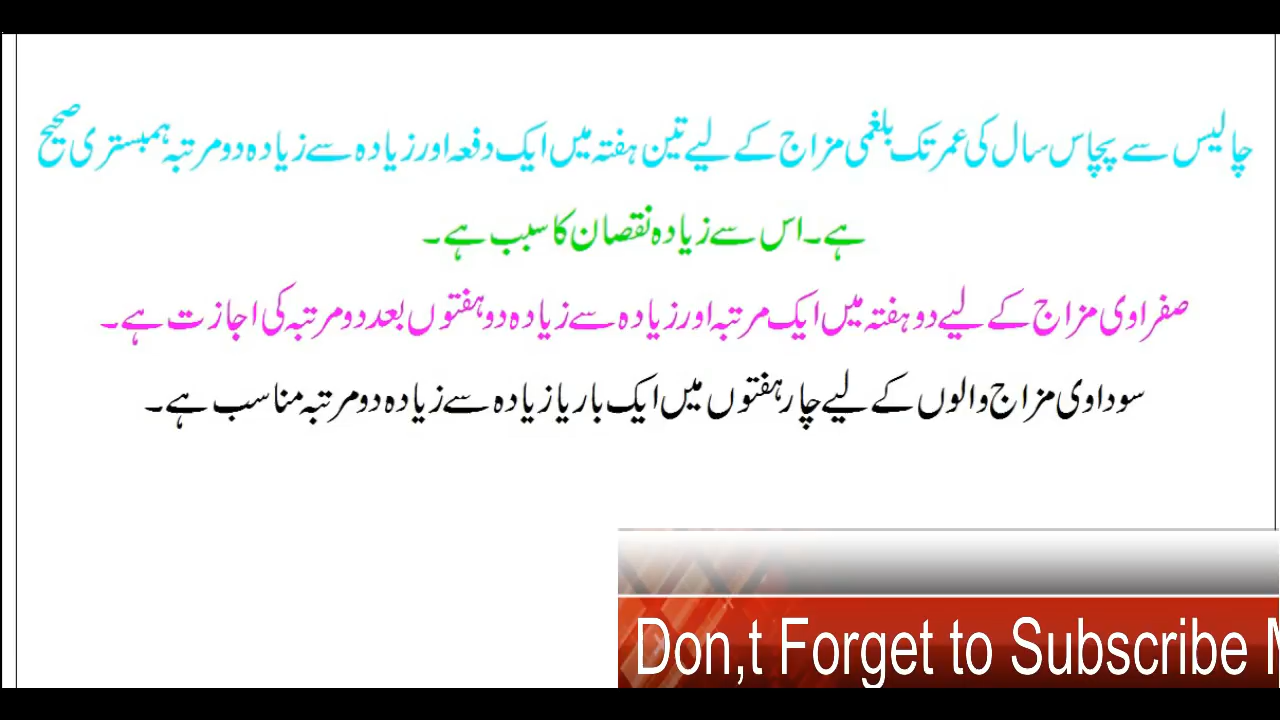 چالیس سے پچاس سال کی عمر تک بلغمی مزاج کے لیے تین ہفتہ میں ایک دفعہ اور زیادہ سے زیادہ دو مرتبہ ہمبستری صحیح
ہے۔ اس سے زیادہ نقصان کا سبب ہے۔
صفراوی مزاج کے لیے دو ہفتہ میں ایک مرتبہ اور زیادہ سے زیادہ دو ہفتوں بعد دو مرتبہ کی اجازت ہے۔
سوداوی مزاج والوں کے لیے چار ہفتوں میں ایک بار یا زیادہ سے زیادہ دو مرتبہ مناسب ہے۔
Don,t Forget to Subscribe